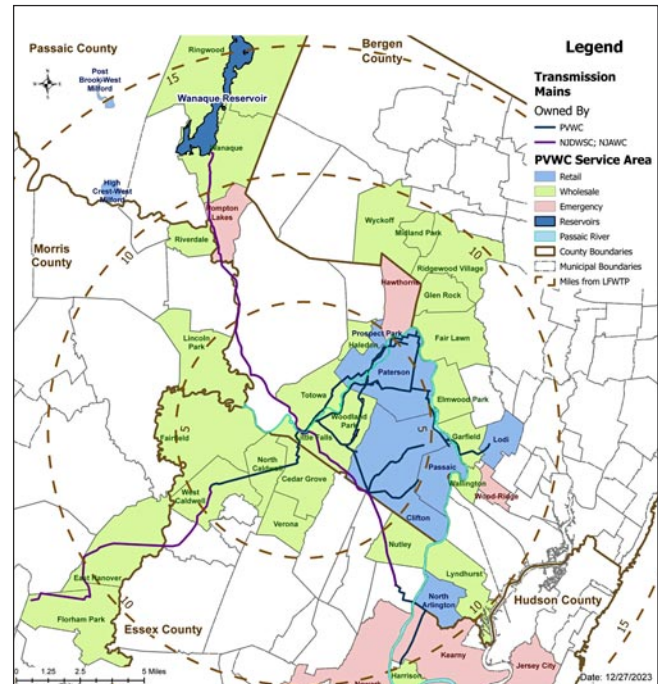 Passaic County
Bergen
County
Ringwood
15
Post
Brook-West
Milford
Wanaque Reservoir
Wanaque
High
Crest-West
Milford
Pompton
Lakes
Riverdale
Morris
County
10
10
Wyckoff
Midland Park
Ridgewood Village
Hawthorne
Glen Rock
Prospect Park
Haledon
Fair Lawn
Lincoln
Park
Paterson
Totowa
Elmwood Park
Woodland
Park
5
5
Fairfield
Little Falls
Garfield
Lodi
North
Caldwell
Passaic
Wallington
Cedar Grove
West
Caldwell
Wood-Ridge
Verona
Clifton
Nutley
East Hanover
Lyndhurst
Florham Park
10
North
Arlington
10
Hudson County
Essex County
15
Kearny
Jersey City
Harrison
Legend
Transmission
Mains
Owned By
PVWC
NJDWSC; NJAWC
PVWC Service Area
Retail
Wholesale
Emergency
Reservoirs
Passaic River
County Boundaries
Municipal Boundaries
Miles from LFWTP
0 1.25 2.5 5 Miles
Date: 12/27/2023